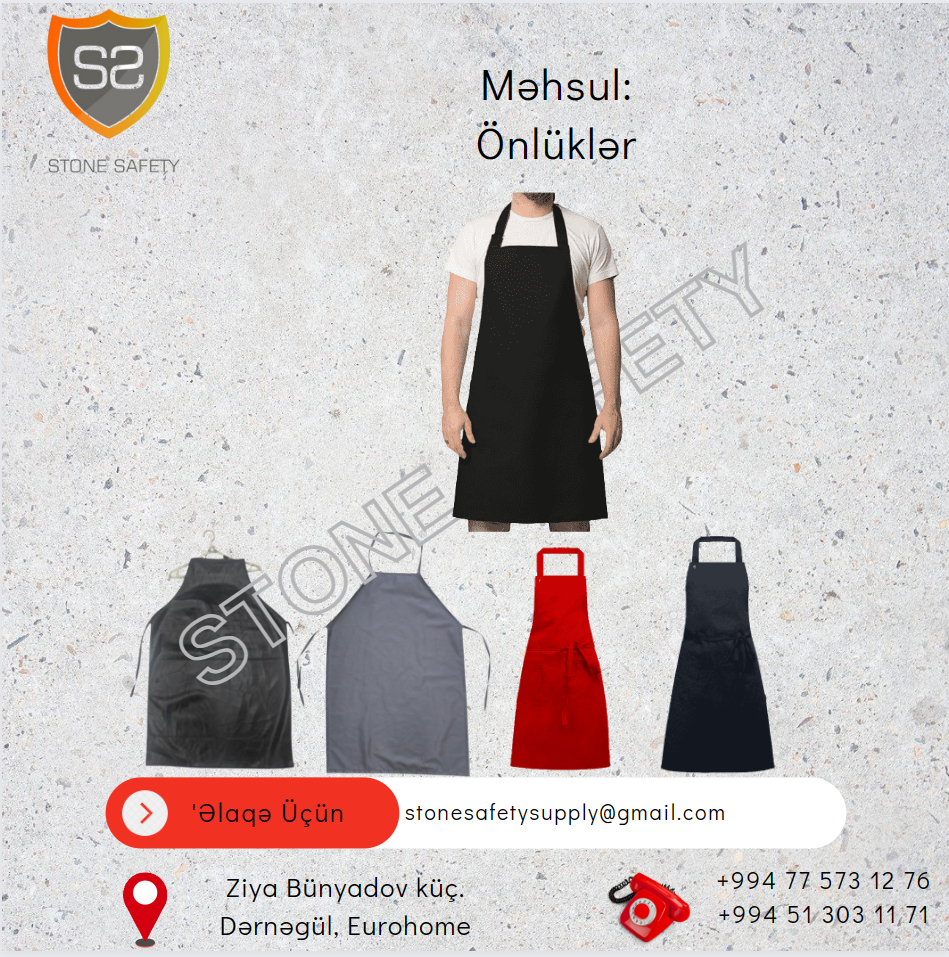 SS
STONE SAFETY
Məhsul:
Önlüklər
STONE SAFETY
'Əlaqə Üçün
stonesafetysupply@gmail.com
Ziya Bünyadov küç.
Dərnəgül, Eurohome
+994 77 573 12 76
+994 51 303 11 71